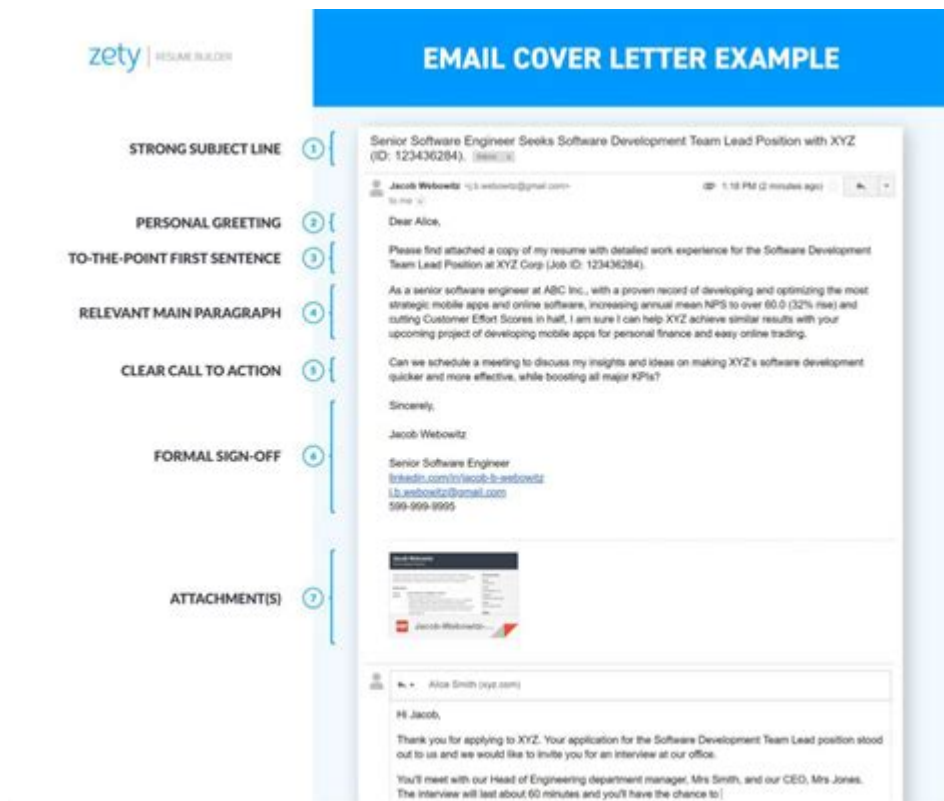 zety RESUME BUILDER
EMAIL COVER LETTER EXAMPLE
STRONG SUBJECT LINE 1
Senior Software Engineer Seeks Software Development Team Lead Position with XYZ
(ID: 123436284). Inbox x
Jacob Webowitz <j.b.webowitz@gmail.com> 1:18 PM (2 minutes ago)
to me
PERSONAL GREETING 2
Dear Alice,
TO-THE-POINT FIRST SENTENCE 3
Please find attached a copy of my resume with detailed work experience for the Software Development
Team Lead Position at XYZ Corp (Job ID: 123436284).
RELEVANT MAIN PARAGRAPH 4
As a senior software engineer at ABC Inc., with a proven record of developing and optimizing the most
strategic mobile apps and online software, increasing annual mean NPS to over 60.0 (32% rise) and
cutting Customer Effort Scores in half, I am sure I can help XYZ achieve similar results with your
upcoming project of developing mobile apps for personal finance and easy online trading.
CLEAR CALL TO ACTION 5
Can we schedule a meeting to discuss my insights and ideas on making XYZ's software development
quicker and more effective, while boosting all major KPIs?
FORMAL SIGN-OFF 6
Sincerely,
Jacob Webowitz
Senior Software Engineer
linkedin.com/in/jacob-b-webowitz
j.b.webowitz@gmail.com
599-999-9995
ATTACHMENT(S) 7
Jacob Webowitz
Jacob-Webowitz-...
Alice Smith (xyz.com)
Hi Jacob,
Thank you for applying to XYZ. Your application for the Software Development Team Lead position stood
out to us and we would like to invite you for an interview at our office.
You'll meet with our Head of Engineering department manager, Mrs Smith, and our CEO, Mrs Jones.
The interview will last about 60 minutes and you'll have the chance to